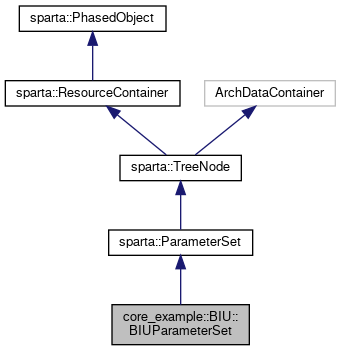 sparta::PhasedObject
sparta::ResourceContainer
ArchDataContainer
sparta::TreeNode
sparta::ParameterSet
core_example::BIU::
BIUParameterSet